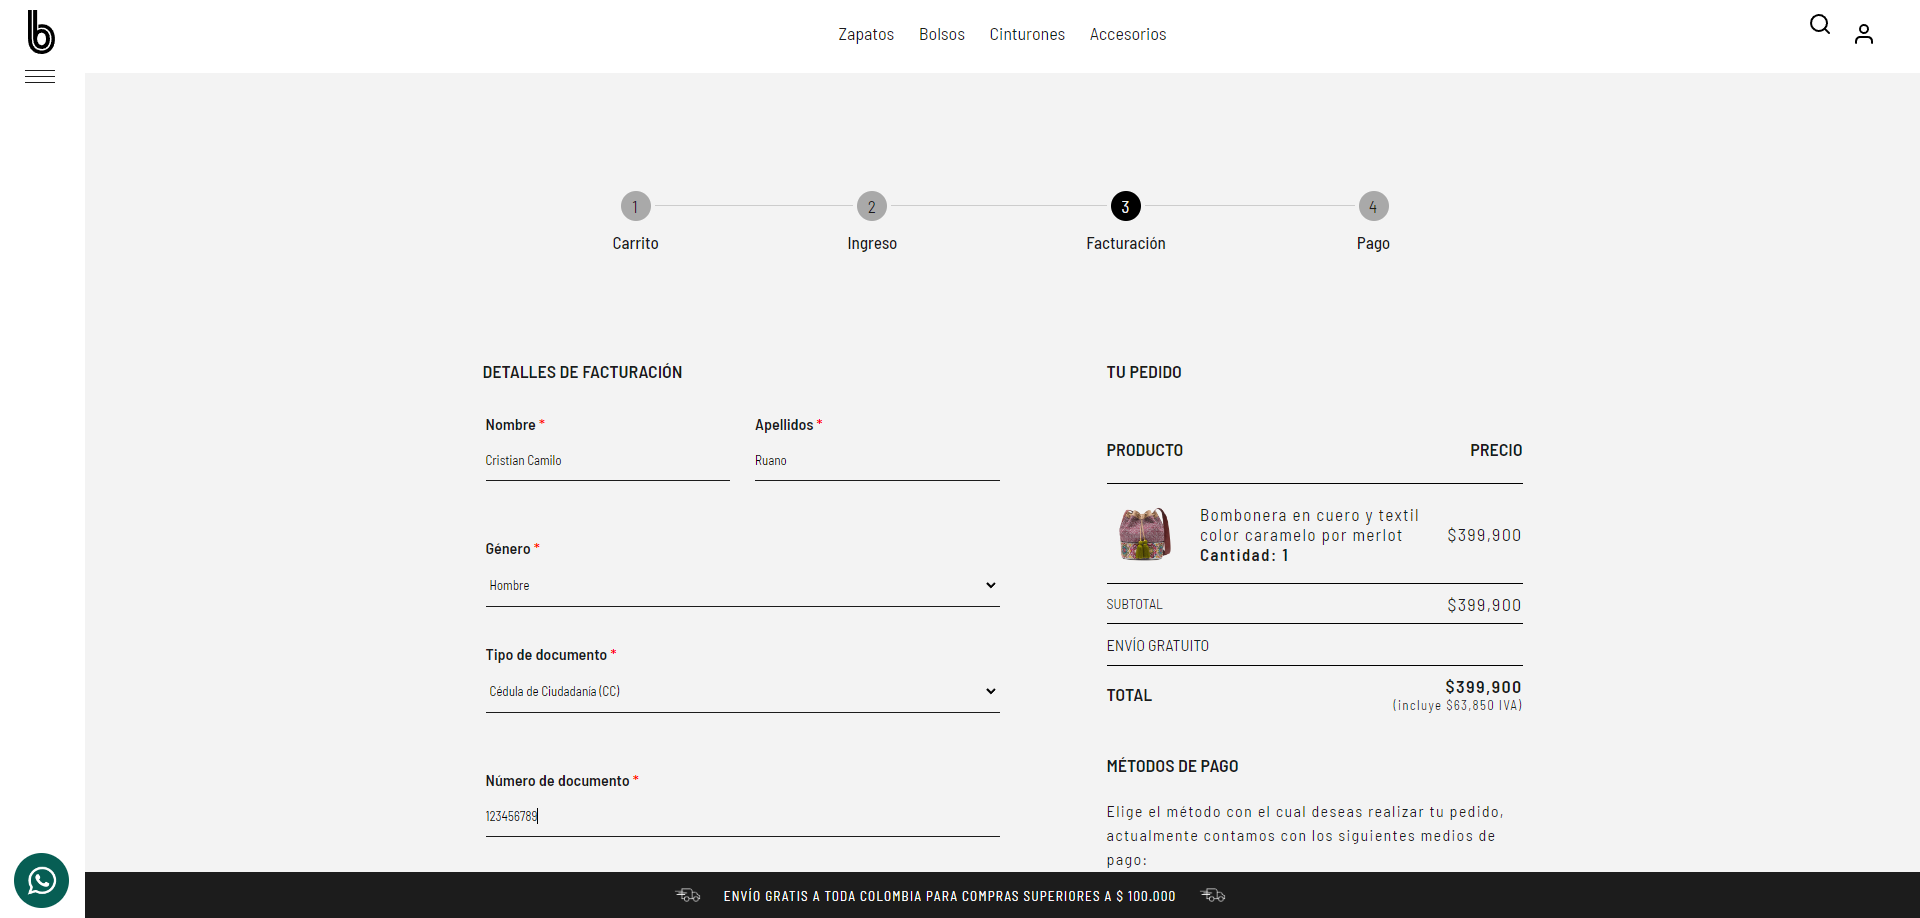 b
Zapatos Bolsos Cinturones Accesorios
1 2 3 4
Carrito Ingreso Facturación Pago
DETALLES DE FACTURACIÓN
Nombre * Apellidos *
Cristian Camilo Ruano
Género *
Hombre
Tipo de documento *
Cédula de Ciudadanía (CC)
Número de documento *
123456789
TU PEDIDO
PRODUCTO PRECIO
Bombonera en cuero y textil
color caramelo por merlot $399,900
Cantidad: 1
SUBTOTAL $399,900
ENVÍO GRATUITO
TOTAL $399,900
(incluye $63,850 IVA)
MÉTODOS DE PAGO
Elige el método con el cual deseas realizar tu pedido,
actualmente contamos con los siguientes medios de
pago:
ENVÍO GRATIS A TODA COLOMBIA PARA COMPRAS SUPERIORES A $ 100.000